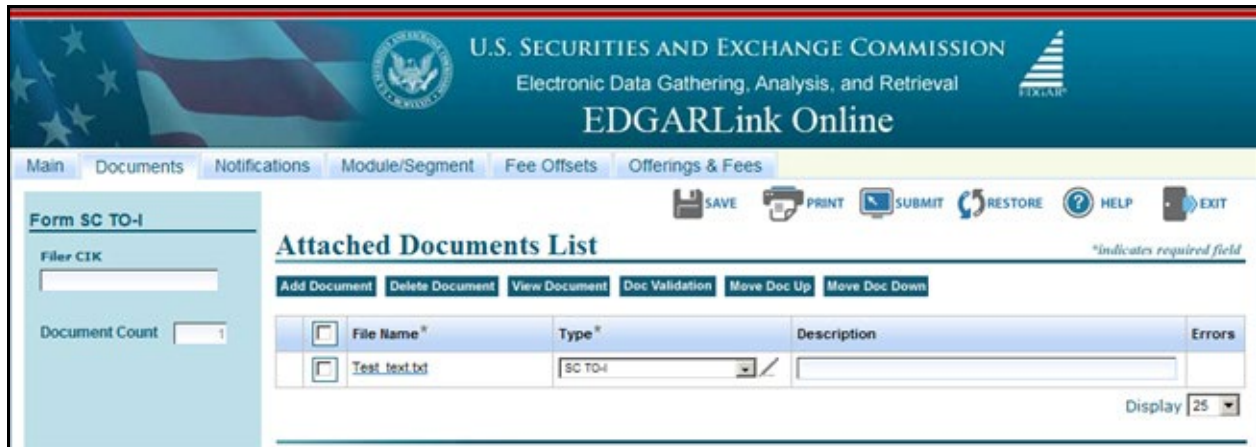 U.S. SECURITIES AND EXCHANGE COMMISSION
Electronic Data Gathering, Analysis, and Retrieval
EDGAR®
EDGARLink Online
Main Documents Notifications Module/Segment Fee Offsets Offerings & Fees
SAVE PRINT SUBMIT RESTORE HELP EXIT
Form SC TO-I
Filer CIK
Document Count 1
Attached Documents List
*indicates required field
Add Document Delete Document View Document Doc Validation Move Doc Up Move Doc Down
File Name* Type* Description Errors
Test_text.txt SC TO-I
Display 25